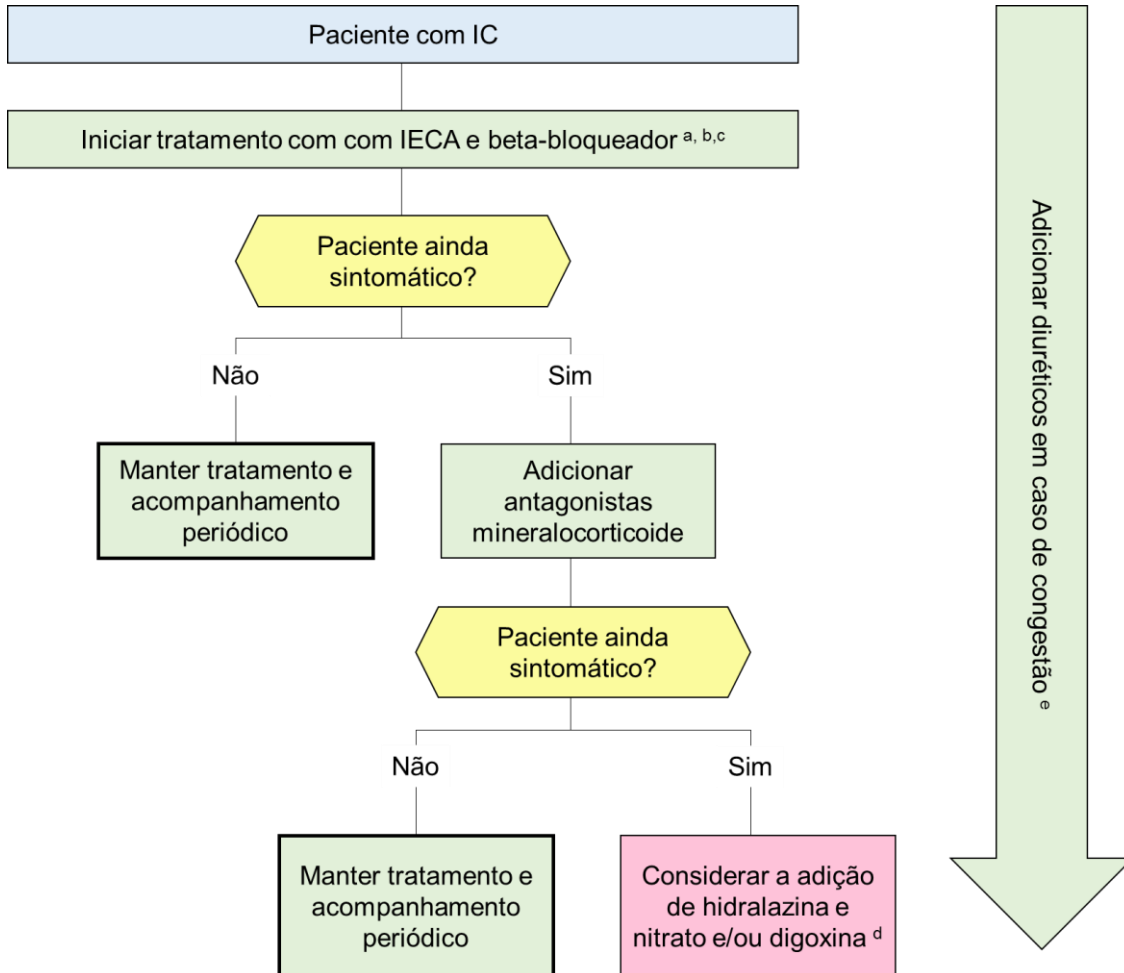 Paciente com IC
Iniciar tratamento com com IECA e beta-bloqueador a, b,c
Paciente ainda
sintomático?
Não
Sim
Manter tratamento e
acompanhamento
periódico
Adicionar
antagonistas
mineralocorticoide
Paciente ainda
sintomático?
Não
Sim
Manter tratamento e
acompanhamento
periódico
Considerar a adição
de hidralazina e
nitrato e/ou digoxina d
Adicionar diuréticos em caso de congestão e